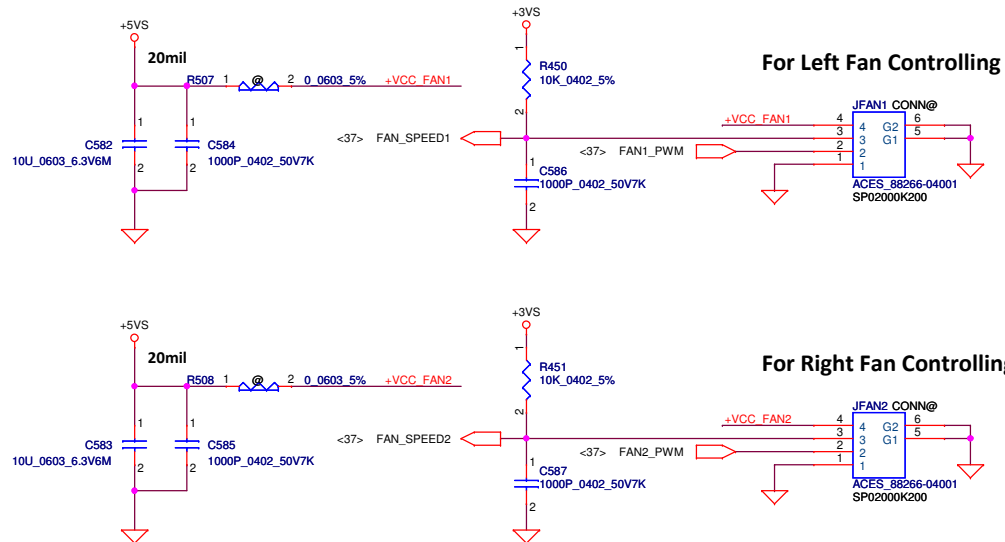 +5VS
20mil
R507 1 @ 2 0_0603_5% +VCC_FAN1
1
C582
10U_0603_6.3V6M
2
1
C584
1000P_0402_50V7K
2
+3VS
1
R450
10K_0402_5%
2
<37> FAN_SPEED1
1
C586
1000P_0402_50V7K
2
<37> FAN1_PWM
For Left Fan Controlling
JFAN1 CONN@
+VCC_FAN1
4 4 G2 6
3 3 G1 5
2 2
1 1
ACES_88266-04001
SP02000K200
+5VS
20mil
R508 1 @ 2 0_0603_5% +VCC_FAN2
1
C583
10U_0603_6.3V6M
2
1
C585
1000P_0402_50V7K
2
+3VS
1
R451
10K_0402_5%
2
<37> FAN_SPEED2
1
C587
1000P_0402_50V7K
2
<37> FAN2_PWM
For Right Fan Controlling
JFAN2 CONN@
+VCC_FAN2
4 4 G2 6
3 3 G1 5
2 2
1 1
ACES_88266-04001
SP02000K200